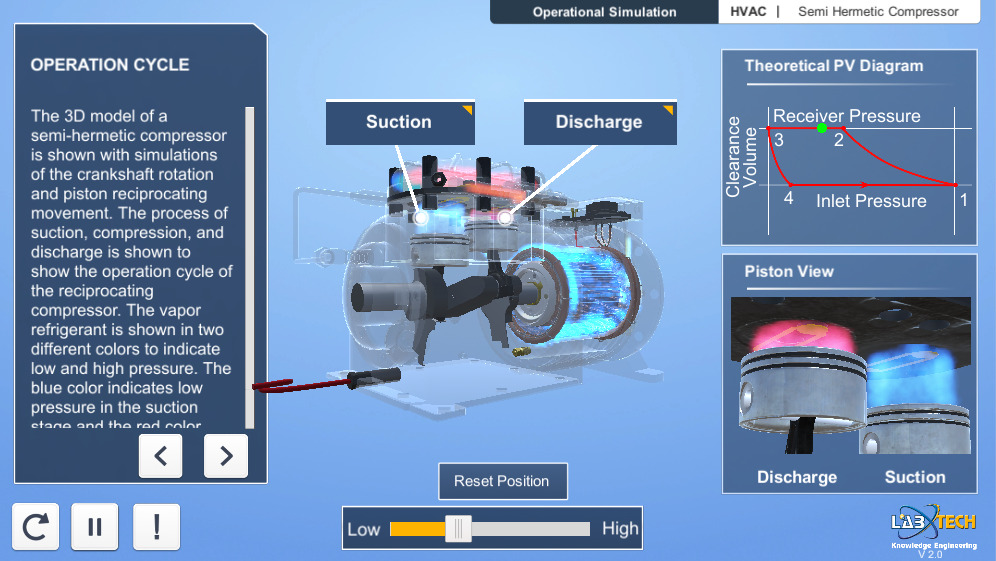 Operational Simulation
HVAC | Semi Hermetic Compressor
OPERATION CYCLE
The 3D model of a
semi-hermetic compressor
is shown with simulations
of the crankshaft rotation
and piston reciprocating
movement. The process of
suction, compression, and
discharge is shown to
show the operation cycle of
the reciprocating
compressor. The vapor
refrigerant is shown in two
different colors to indicate
low and high pressure. The
blue color indicates low
pressure in the suction
stage and the red color
Suction
Discharge
Theoretical PV Diagram
Clearance
Volume
Receiver Pressure
3
2
4
Inlet Pressure
1
Piston View
Discharge
Suction
Reset Position
Low
High
!
LABTECH
Knowledge Engineering
V 2.0